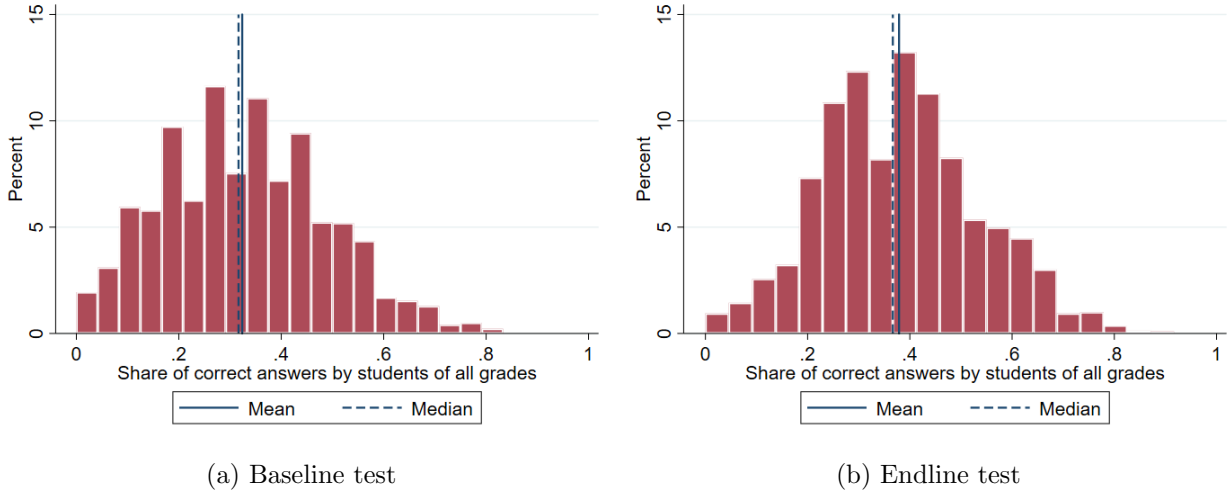 15
10
5
0
Percent
0
.2
.4
.6
.8
1
Share of correct answers by students of all grades
Mean
Median
(a) Baseline test
15
10
5
0
Percent
0
.2
.4
.6
.8
1
Share of correct answers by students of all grades
Mean
Median
(b) Endline test